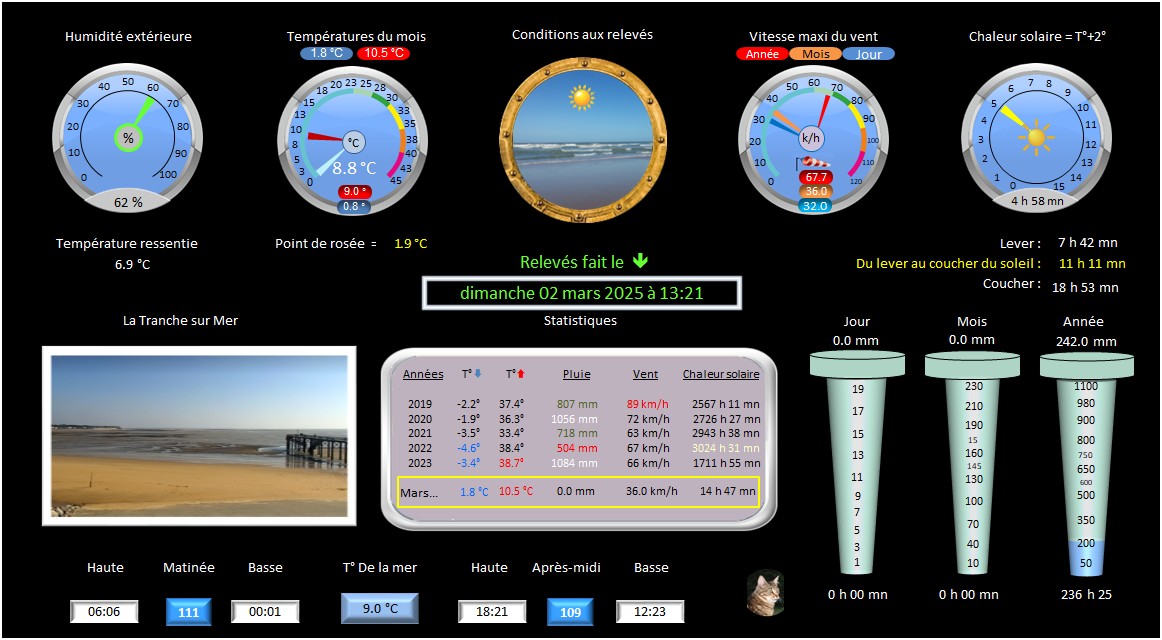 Humidité extérieure
Températures du mois
Conditions aux relevés
Vitesse maxi du vent
Chaleur solaire = T°+2°
1.8 °C 10.5 °C
Année Mois Jour
0 10 20 30 40 50 60 70 80 90 100
%
62 %
0 3 5 8 10 13 15 18 20 23 25 28 30 33 35 38 40 43 45
°C
8.8 °C
9.0 °
0.8 °
0 10 20 30 40 50 60 70 80 90 100 110 120
k/h
67.7
36.0
32.0
0 1 2 3 4 5 6 7 8 9 10 11 12 13 14 15
4 h 58 mn
Température ressentie
6.9 °C
Point de rosée = 1.9 °C
Relevés fait le
dimanche 02 mars 2025 à 13:21
Lever : 7 h 42 mn
Du lever au coucher du soleil : 11 h 11 mn
Coucher : 18 h 53 mn
La Tranche sur Mer
Statistiques
Années T° T° Pluie Vent Chaleur solaire
2019 -2.2° 37.4° 807 mm 89 km/h 2567 h 11 mn
2020 -1.9° 36.3° 1056 mm 72 km/h 2726 h 27 mn
2021 -3.5° 33.4° 718 mm 63 km/h 2943 h 38 mn
2022 -4.6° 38.4° 504 mm 67 km/h 3024 h 31 mn
2023 -3.4° 38.7° 1084 mm 66 km/h 1711 h 55 mn
Mars... 1.8 °C 10.5 °C 0.0 mm 36.0 km/h 14 h 47 mn
Jour
0.0 mm
19
17
15
13
11
9
7
5
3
1
0 h 00 mn
Mois
0.0 mm
230
210
190
15
160
145
130
100
70
40
10
0 h 00 mn
Année
242.0 mm
1100
980
900
800
750
650
600
500
350
200
50
236 h 25
Haute Matinée Basse T° De la mer Haute Après-midi Basse
06:06 111 00:01 9.0 °C 18:21 109 12:23